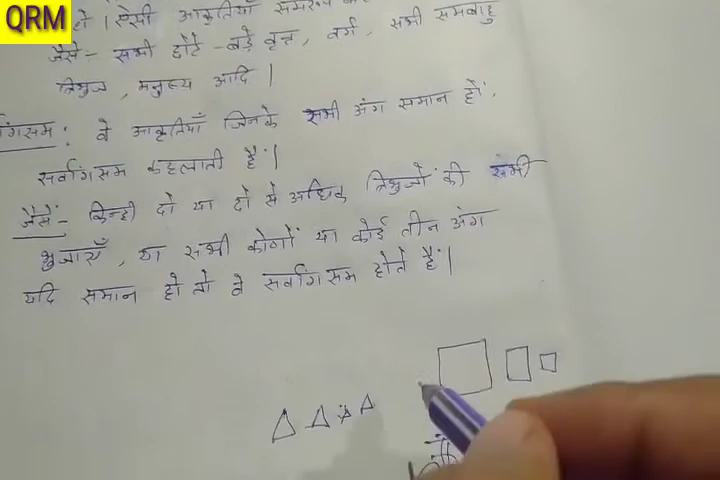 QRM
हो । ऐसी आकृतियाँ समरूप
जैसे - सभी छोटे - बड़े वृत्त , वर्ग , सभी समबाहु
त्रिभुज , मनुष्य आदि |
र्वांगसम : वे आकृतियाँ जिनके सभी अंग समान हों ,
सर्वांगसम कहलाती हैं |
जैसे - किन्ही दो या दो से अधिक त्रिभुजों की सभी
भुजाएँ , या सभी कोणों या कोई तीन अंग
यदि समान हो तो वे सर्वांगसम होते हैं |